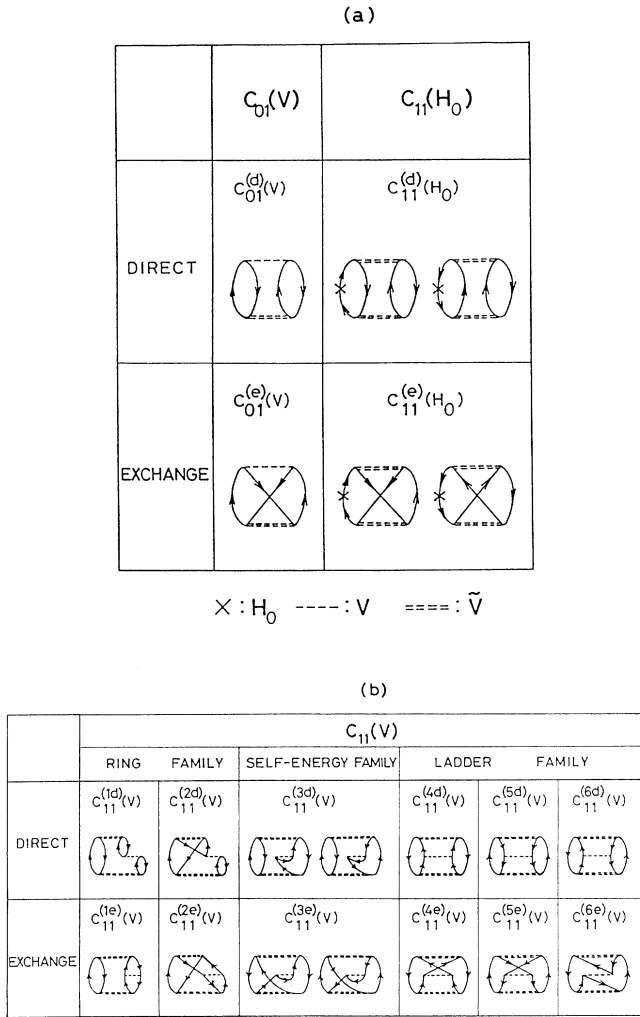 (a)
C01(V) C11(H0)
C01(d)(V) C11(d)(H0)
DIRECT
C01(e)(V) C11(e)(H0)
EXCHANGE
× : H0 ---- : V ==== : Ṽ
(b)
C11(V)
RING FAMILY SELF-ENERGY FAMILY LADDER FAMILY
C11(1d)(V) C11(2d)(V) C11(3d)(V) C11(4d)(V) C11(5d)(V) C11(6d)(V)
DIRECT
C11(1e)(V) C11(2e)(V) C11(3e)(V) C11(4e)(V) C11(5e)(V) C11(6e)(V)
EXCHANGE